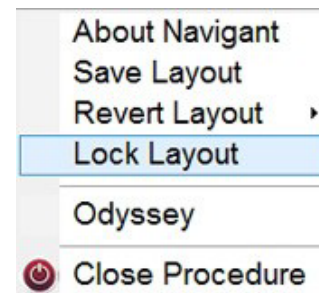 About Navigant
Save Layout
Revert Layout
Lock Layout
Odyssey
Close Procedure